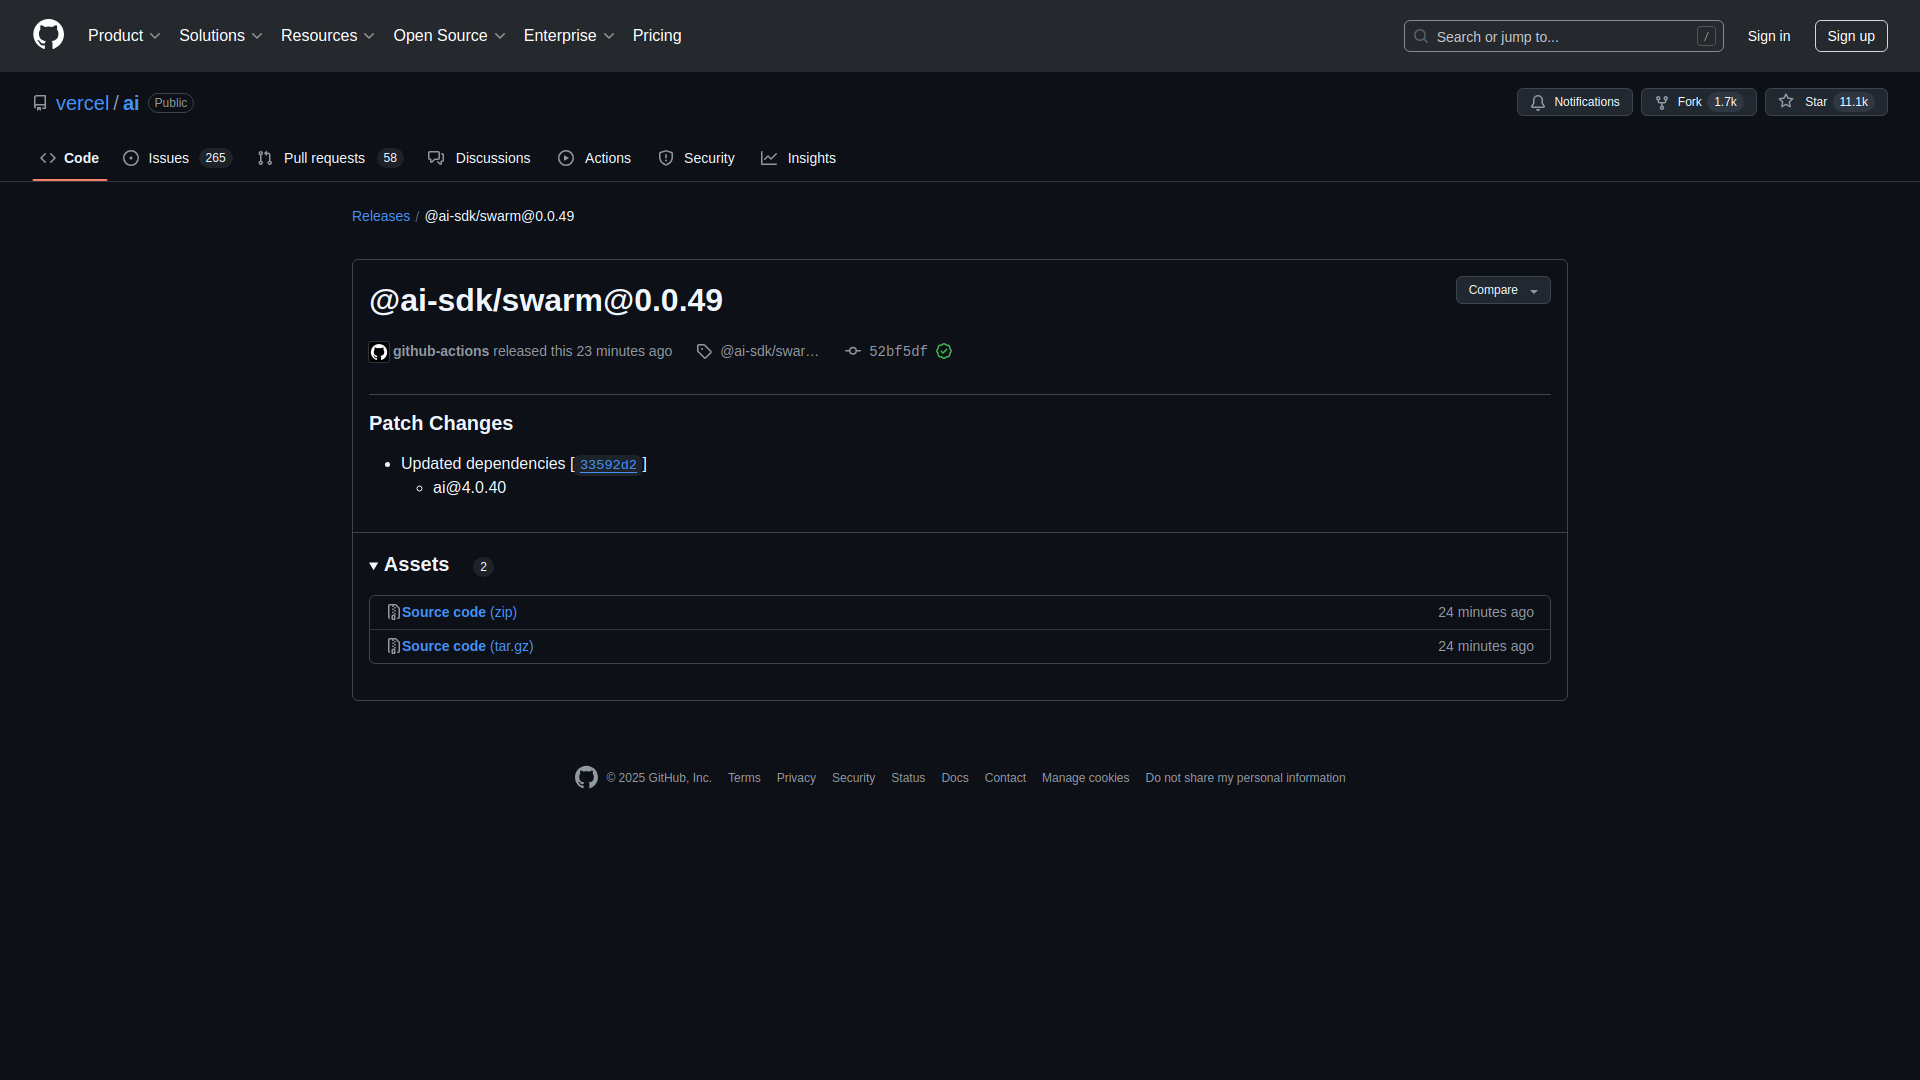 Product Solutions Resources Open Source Enterprise Pricing Search or jump to... / Sign in Sign up
vercel / ai Public Notifications Fork 1.7k Star 11.1k
Code Issues 265 Pull requests 58 Discussions Actions Security Insights
Releases / @ai-sdk/swarm@0.0.49
@ai-sdk/swarm@0.0.49 Compare
github-actions released this 23 minutes ago @ai-sdk/swar… 52bf5df
Patch Changes
Updated dependencies [33592d2]
ai@4.0.40
Assets 2
Source code (zip) 24 minutes ago
Source code (tar.gz) 24 minutes ago
© 2025 GitHub, Inc. Terms Privacy Security Status Docs Contact Manage cookies Do not share my personal information